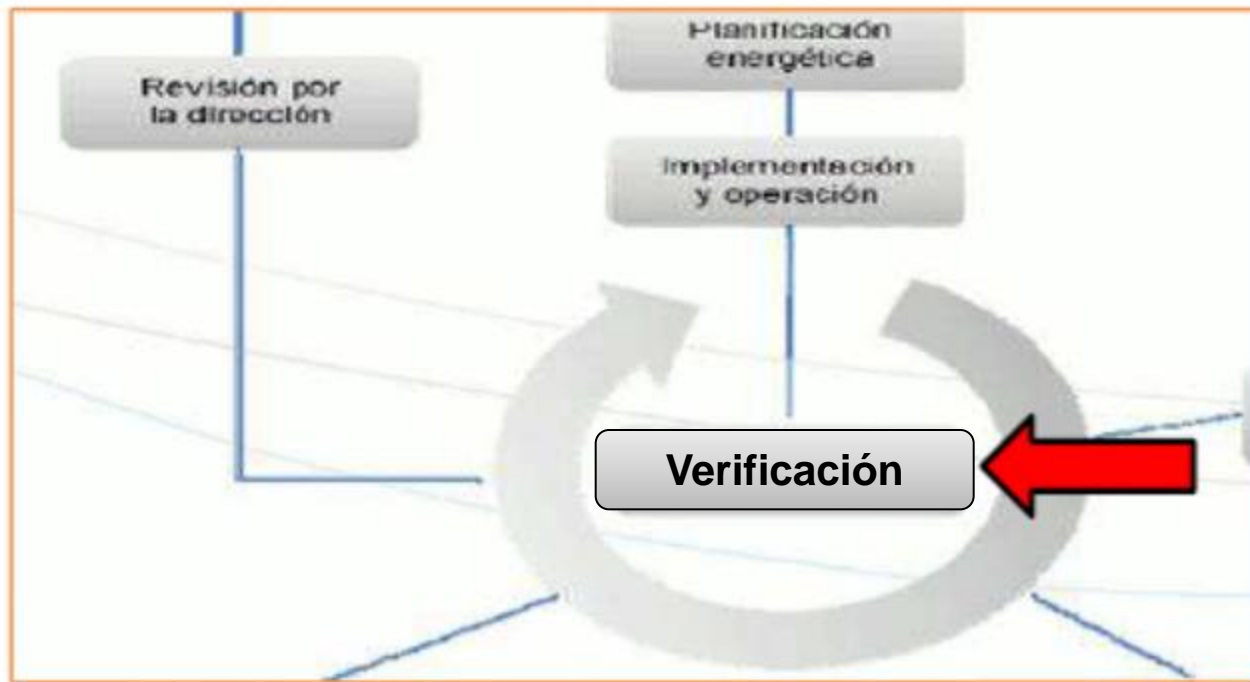 Planificación
energética
Revisión por
la dirección
Implementación
y operación
Verificación